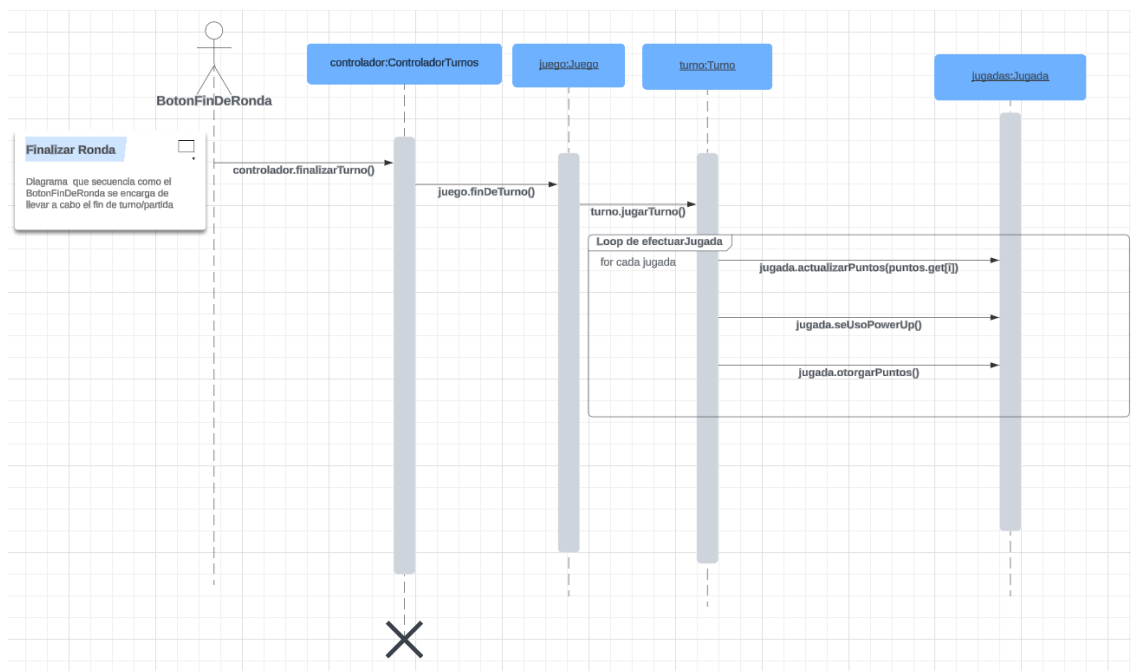 controlador:ControladorTurnos
juego:Juego
turno:Turno
jugadas:Jugada
BotonFinDeRonda
Finalizar Ronda
Diagrama que secuencia como el
BotonFinDeRonda se encarga de
llevar a cabo el fin de turno/partida
controlador.finalizarTurno()
juego.finDeTurno()
turno.jugarTurno()
Loop de efectuarJugada
for cada jugada
jugada.actualizarPuntos(puntos.get[i])
jugada.seUsoPowerUp()
jugada.otorgarPuntos()